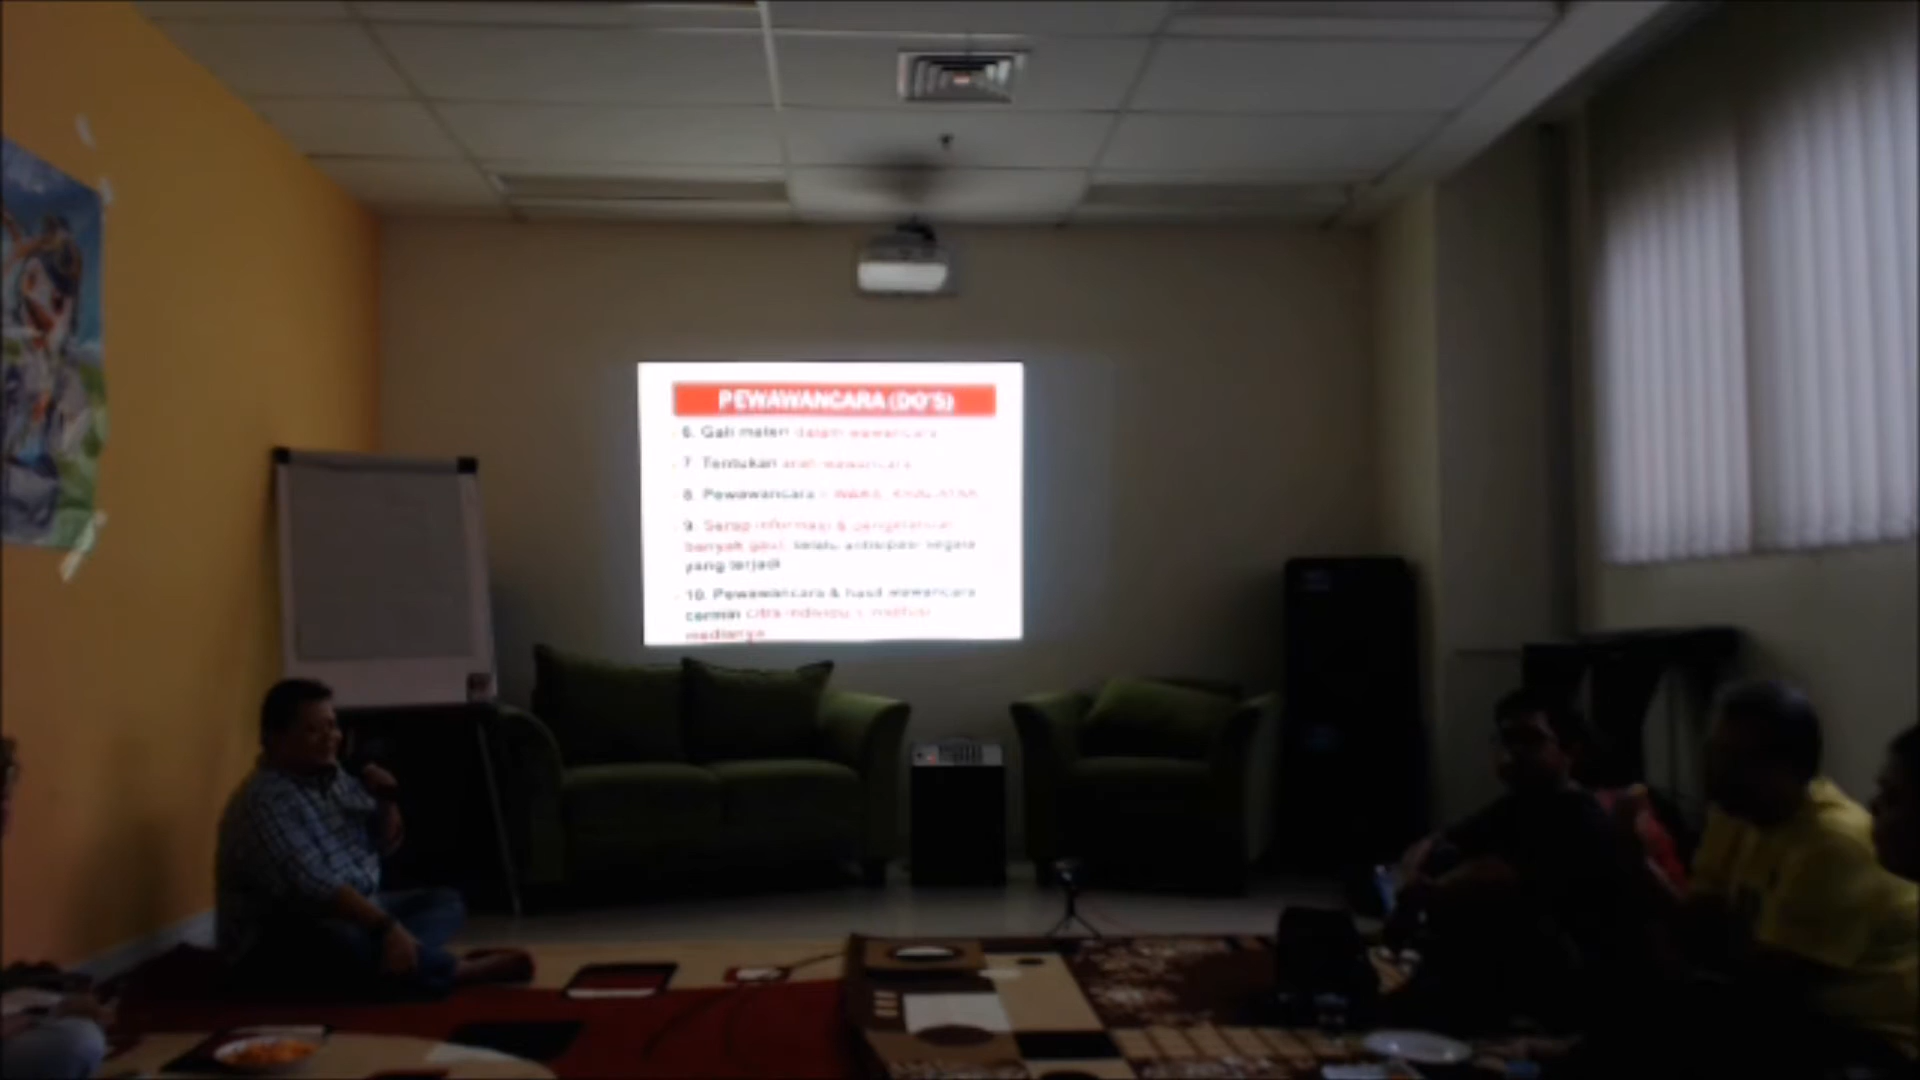 PEWAWANCARA (DO'S)
6. Gali materi dalam wawancara
7. Tentukan arah wawancara
8. Pewawancara
9. Serap informasi & pengetahuan
banyak
yang terjadi
10. Pewawancara & hasil wawancara
cermin citra
medianya